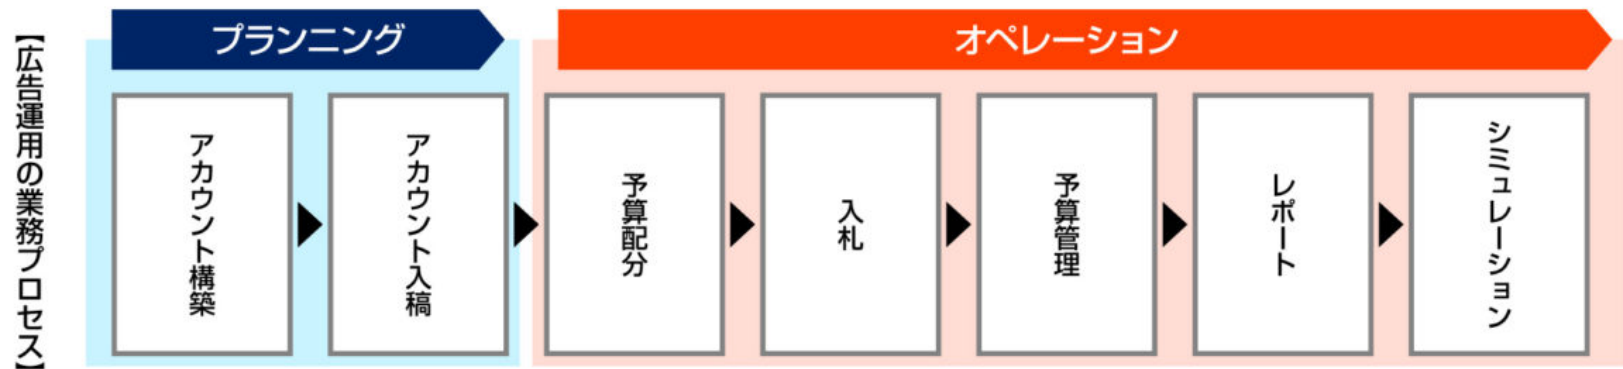 【広告運用の業務プロセス】
プランニング
オペレーション
アカウント構築
アカウント入稿
予算配分
入札
予算管理
レポート
シミュレーション